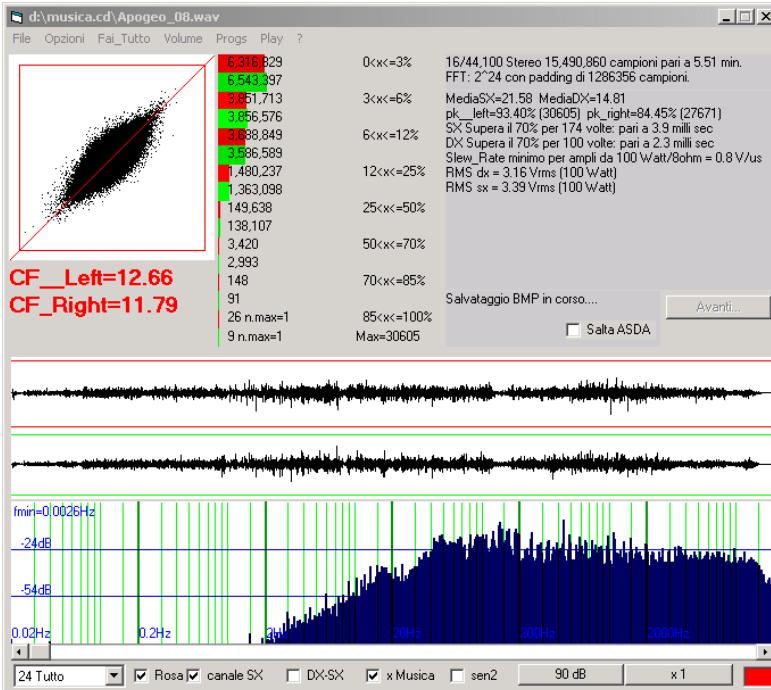 d:\musica.cd\Apogeo_08.wav
File Opzioni Fai_Tutto Volume Progs Play ?
6,316,829 0<x<=3%
6,543,397
3,951,713 3<x<=6%
3,856,576
3,688,849 6<x<=12%
3,586,589
1,480,237 12<x<=25%
1,363,098
149,638 25<x<=50%
138,107
3,420 50<x<=70%
2,993
148 70<x<=85%
91
26 n.max=1 85<x<=100%
9 n.max=1 Max=30605
CF__Left=12.66
CF_Right=11.79
16/44,100 Stereo 15,490,860 campioni pari a 5.51 min.
FFT: 2^24 con padding di 1286356 campioni.
MediaSX=21.58 MediaDX=14.81
pk__left=93.40% (30605) pk_right=84.45% (27671)
SX Supera il 70% per 174 volte: pari a 3.9 milli sec
DX Supera il 70% per 100 volte: pari a 2.3 milli sec
Slew_Rate minimo per ampli da 100 Watt/8ohm = 0.8 V/us
RMS dx = 3.16 Vrms (100 Watt)
RMS sx = 3.39 Vrms (100 Watt)
Salvataggio BMP in corso....
Avanti...
Salta ASDA
fmin=0.0026Hz
-24dB
-54dB
0.02Hz 0.2Hz 2Hz 20Hz 200Hz 2000Hz
24 Tutto Rosa canale SX DX-SX x Musica sen2 90 dB x 1